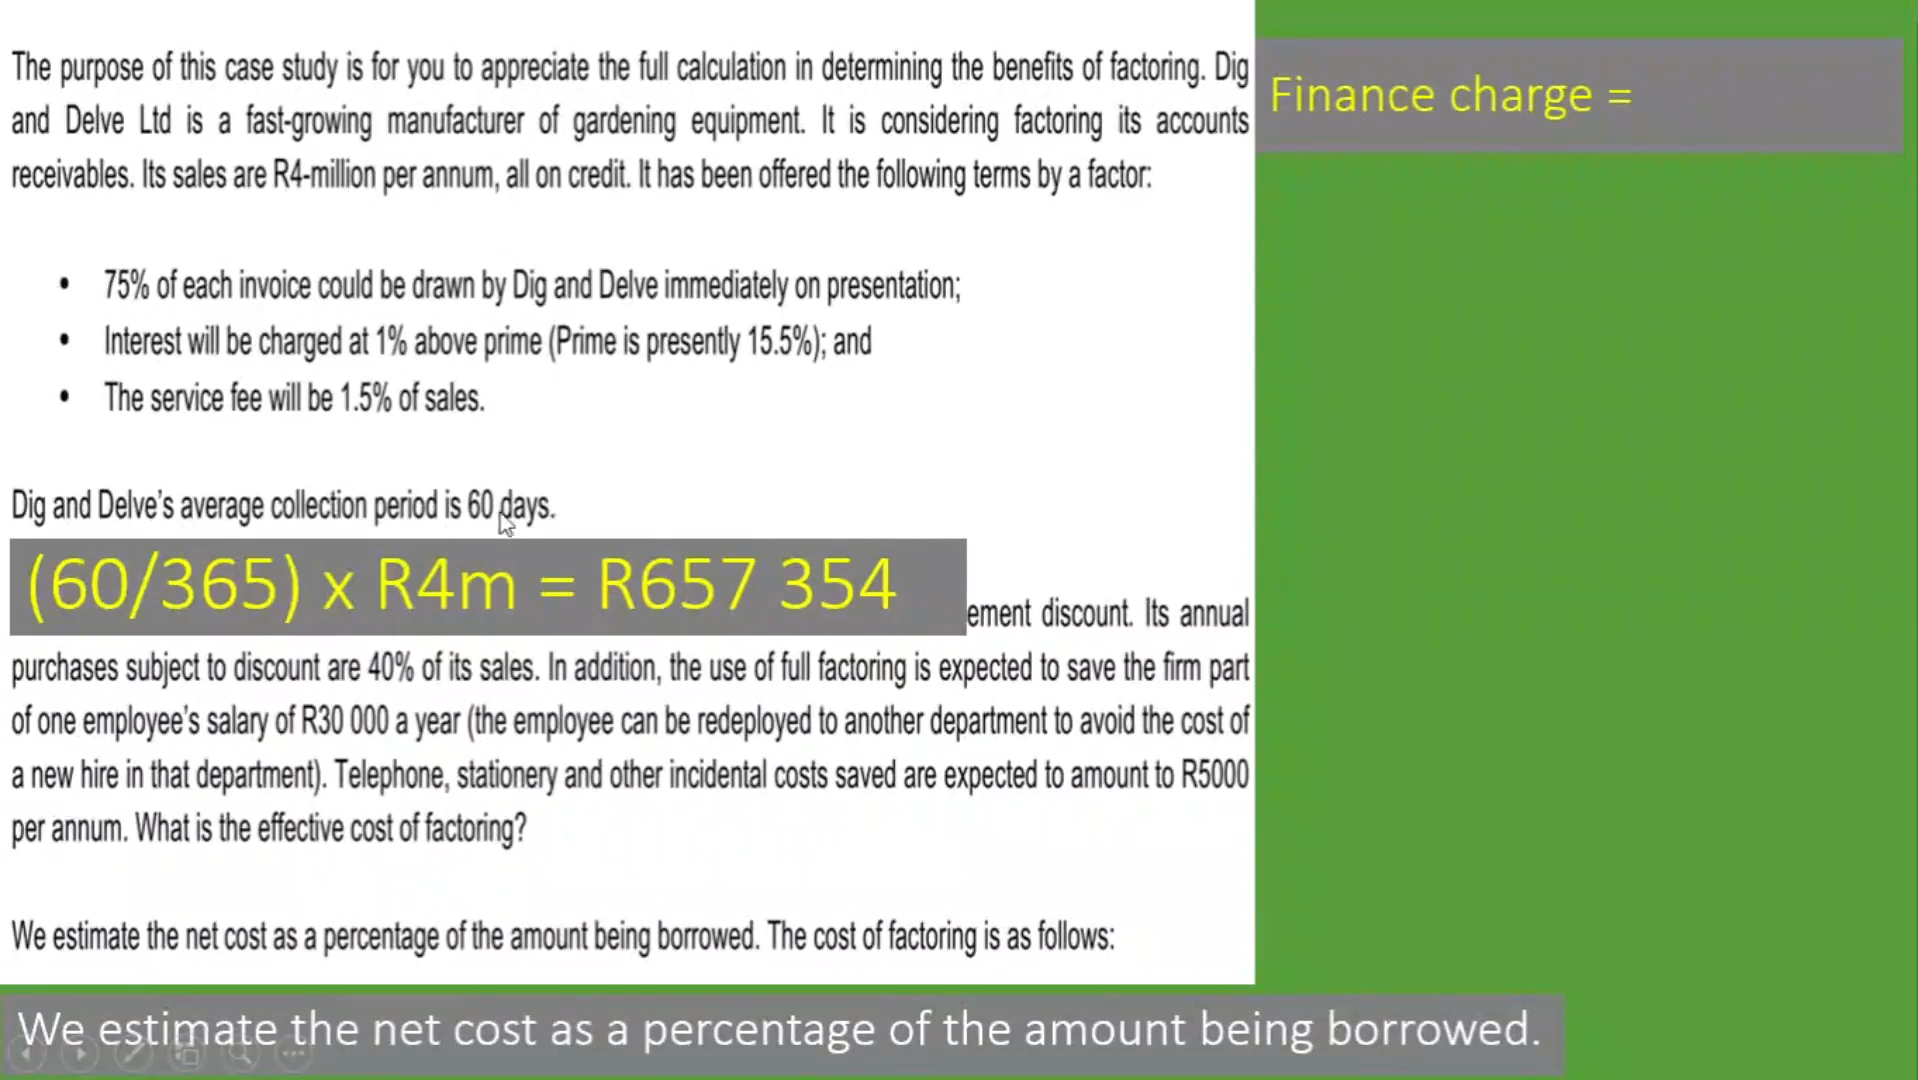 The purpose of this case study is for you to appreciate the full calculation in determining the benefits of factoring. Dig
and Delve Ltd is a fast-growing manufacturer of gardening equipment. It is considering factoring its accounts
receivables. Its sales are R4-million per annum, all on credit. It has been offered the following terms by a factor:
• 75% of each invoice could be drawn by Dig and Delve immediately on presentation;
• Interest will be charged at 1% above prime (Prime is presently 15.5%); and
• The service fee will be 1.5% of sales.
Dig and Delve's average collection period is 60 days.
(60/365) x R4m = R657 354
ement discount. Its annual
purchases subject to discount are 40% of its sales. In addition, the use of full factoring is expected to save the firm part
of one employee's salary of R30 000 a year (the employee can be redeployed to another department to avoid the cost of
a new hire in that department). Telephone, stationery and other incidental costs saved are expected to amount to R5000
per annum. What is the effective cost of factoring?
We estimate the net cost as a percentage of the amount being borrowed. The cost of factoring is as follows:
We estimate the net cost as a percentage of the amount being borrowed.
Finance charge =